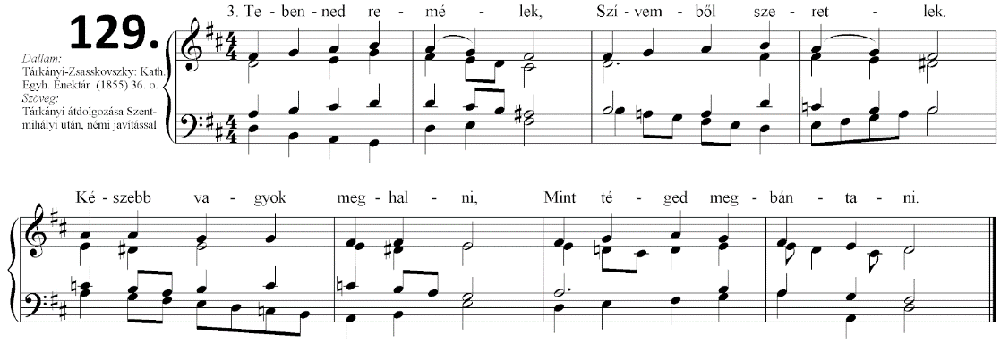 3. Te - ben - ned re - mé - lek, Szí - vem - ből sze - ret - lek.
129.
Dallam:
Tárkányi-Zsasskovszky: Kath.
Egyh. Énektár (1855) 36. o.
Szöveg:
Tárkányi átdolgozása Szent-
mihályi után, némi javítással
Ké - szebb va - gyok meg - hal - ni, Mint té - ged meg - bán - ta - ni.